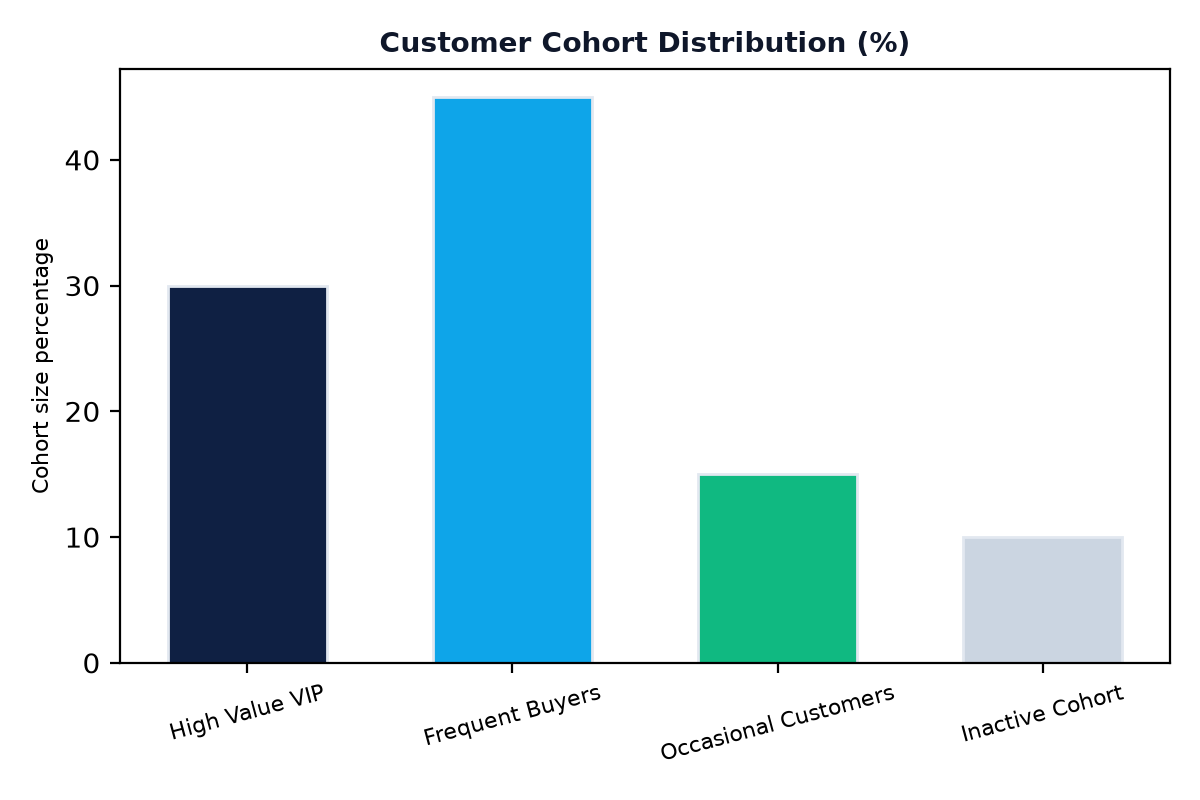 Customer Cohort Distribution (%)
Cohort size percentage
40
30
20
10
0
High Value VIP
Frequent Buyers
Occasional Customers
Inactive Cohort